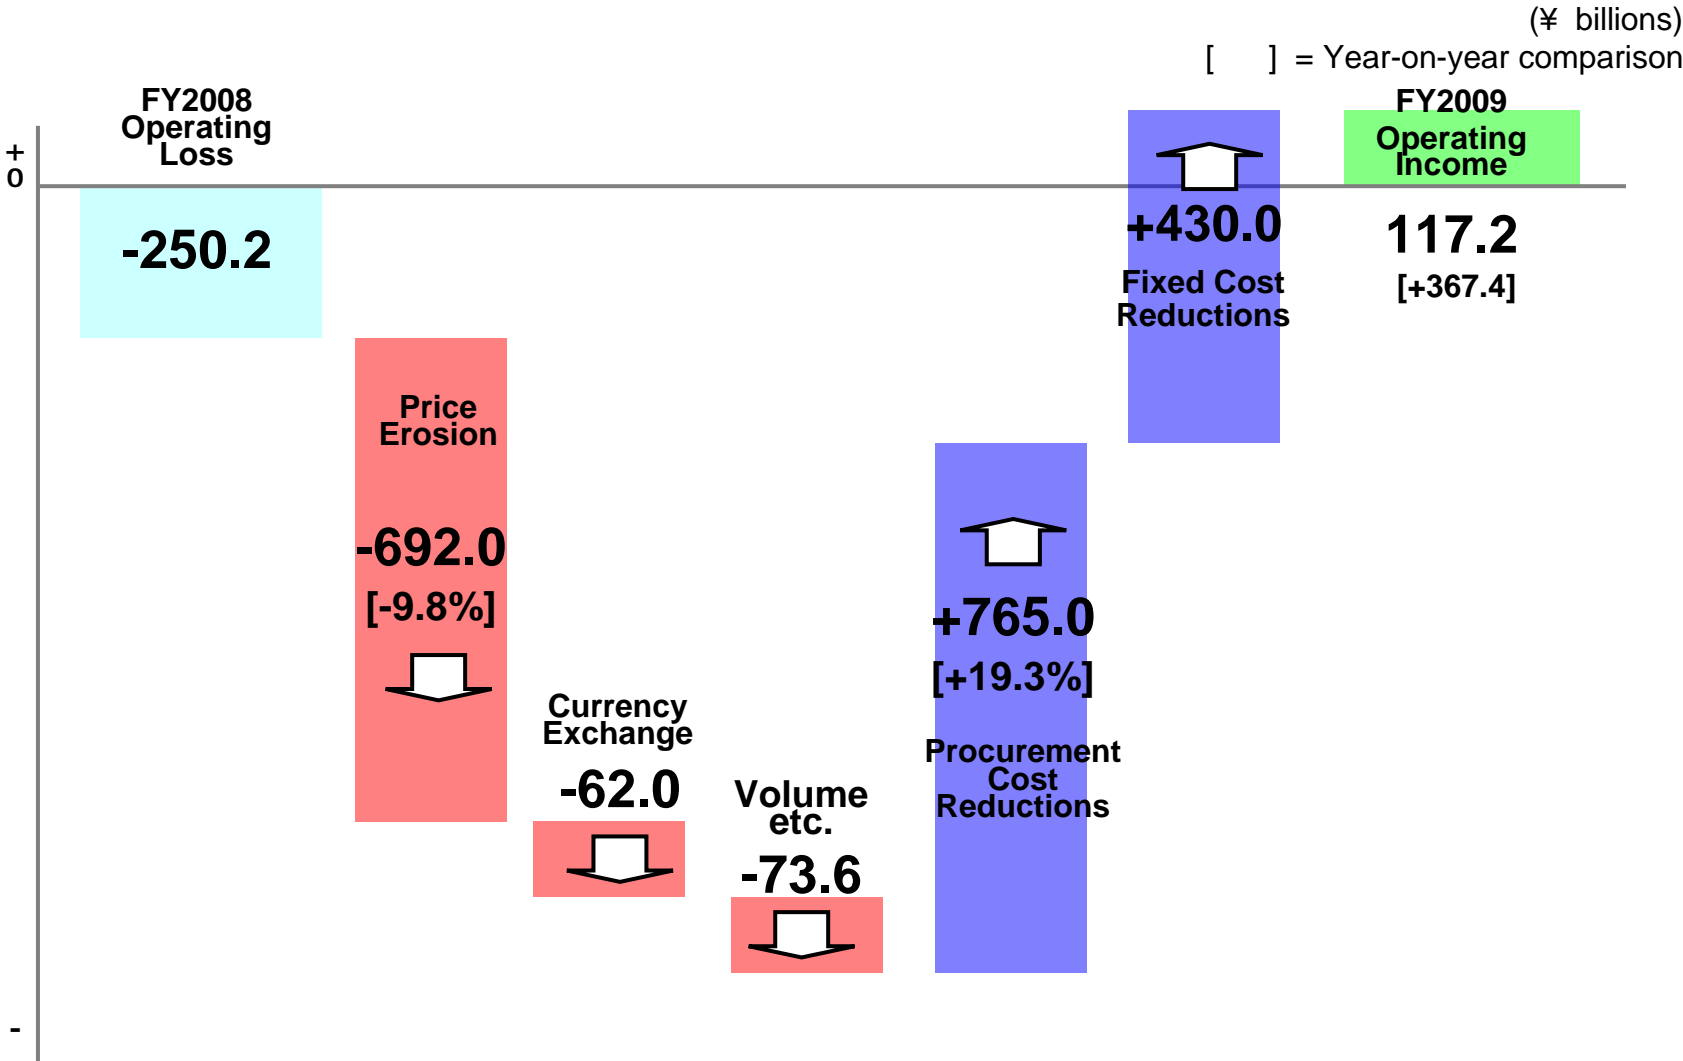 (¥ billions)
[ ] = Year-on-year comparison
FY2008
Operating
Loss
FY2009
Operating
Income
+
0
-250.2
+430.0
Fixed Cost
Reductions
117.2
[+367.4]
Price
Erosion
-692.0
[-9.8%]
+765.0
[+19.3%]
Procurement
Cost
Reductions
Currency
Exchange
-62.0
Volume
etc.
-73.6
-